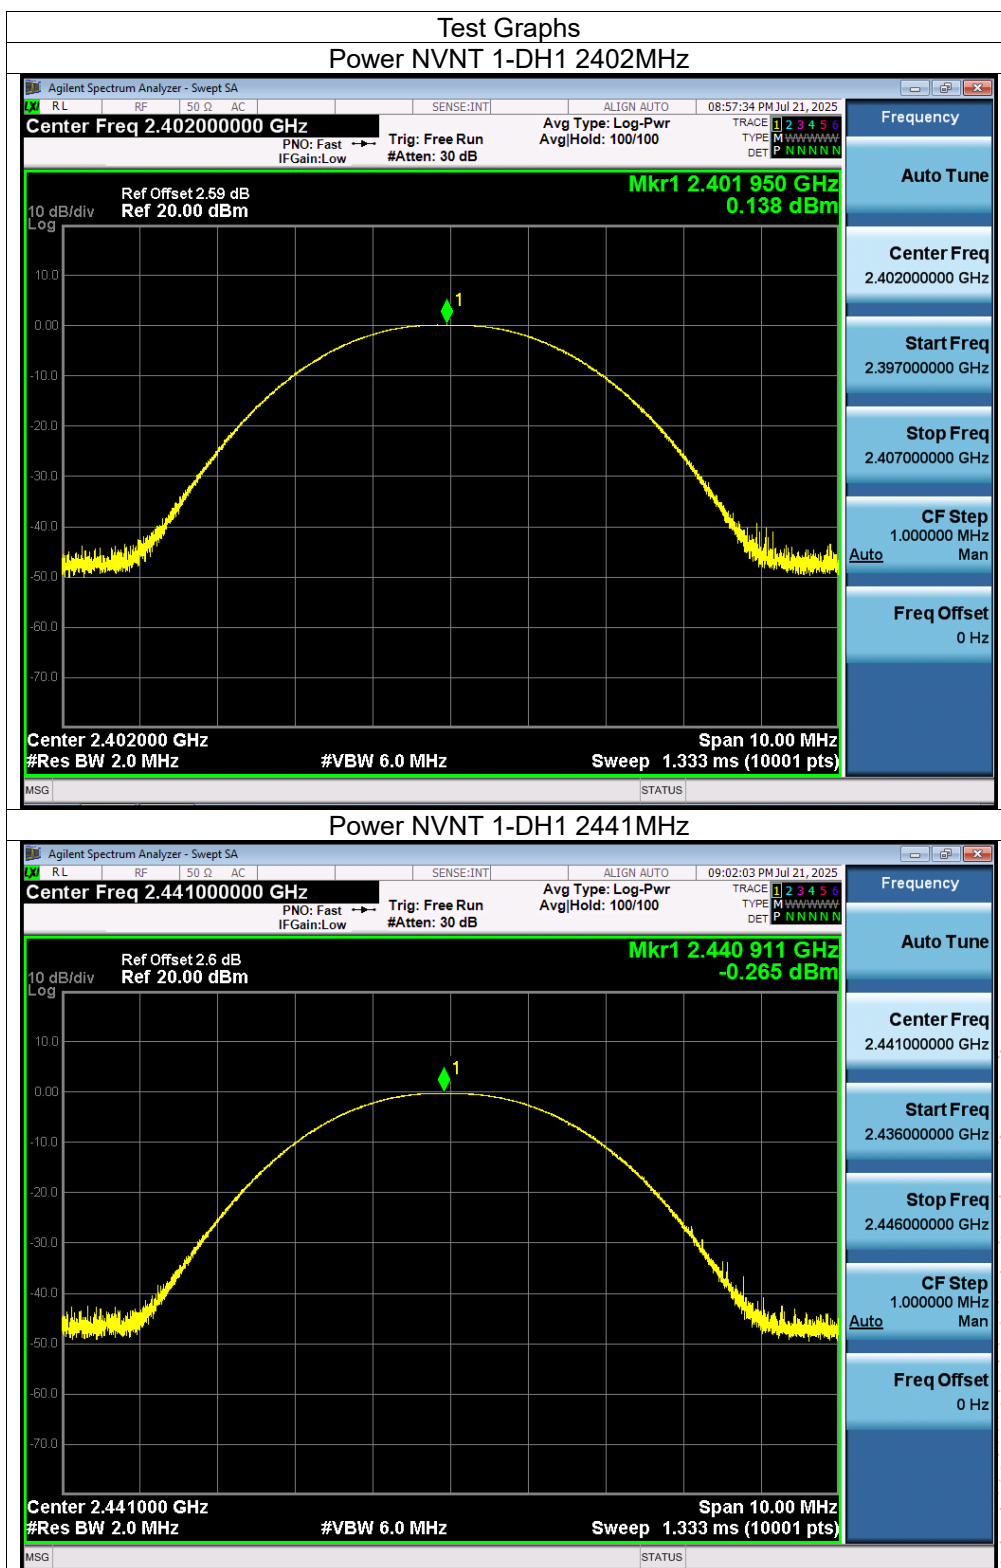 Test Graphs
Power NVNT 1-DH1 2402MHz
Agilent Spectrum Analyzer - Swept SA
LXI RL RF 50 Ω AC SENSE:INT ALIGN AUTO 08:57:34 PM Jul 21, 2025
Center Freq 2.402000000 GHz
PNO: Fast
IFGain:Low
Trig: Free Run
#Atten: 30 dB
Avg Type: Log-Pwr
Avg|Hold: 100/100
TRACE 1 2 3 4 5 6
TYPE M W W W W W
DET P N N N N N
Frequency
Auto Tune
Center Freq
2.402000000 GHz
Start Freq
2.397000000 GHz
Stop Freq
2.407000000 GHz
CF Step
1.000000 MHz
Auto Man
Freq Offset
0 Hz
Mkr1 2.401 950 GHz
0.138 dBm
Ref Offset 2.59 dB
10 dB/div Ref 20.00 dBm
Log
1
10.0
0.00
-10.0
-20.0
-30.0
-40.0
-50.0
-60.0
-70.0
Center 2.402000 GHz Span 10.00 MHz
#Res BW 2.0 MHz #VBW 6.0 MHz Sweep 1.333 ms (10001 pts)
MSG STATUS
Power NVNT 1-DH1 2441MHz
Agilent Spectrum Analyzer - Swept SA
LXI RL RF 50 Ω AC SENSE:INT ALIGN AUTO 09:02:03 PM Jul 21, 2025
Center Freq 2.441000000 GHz
PNO: Fast
IFGain:Low
Trig: Free Run
#Atten: 30 dB
Avg Type: Log-Pwr
Avg|Hold: 100/100
TRACE 1 2 3 4 5 6
TYPE M W W W W W
DET P N N N N N
Frequency
Auto Tune
Center Freq
2.441000000 GHz
Start Freq
2.436000000 GHz
Stop Freq
2.446000000 GHz
CF Step
1.000000 MHz
Auto Man
Freq Offset
0 Hz
Mkr1 2.440 911 GHz
-0.265 dBm
Ref Offset 2.6 dB
10 dB/div Ref 20.00 dBm
Log
1
10.0
0.00
-10.0
-20.0
-30.0
-40.0
-50.0
-60.0
-70.0
Center 2.441000 GHz Span 10.00 MHz
#Res BW 2.0 MHz #VBW 6.0 MHz Sweep 1.333 ms (10001 pts)
MSG STATUS